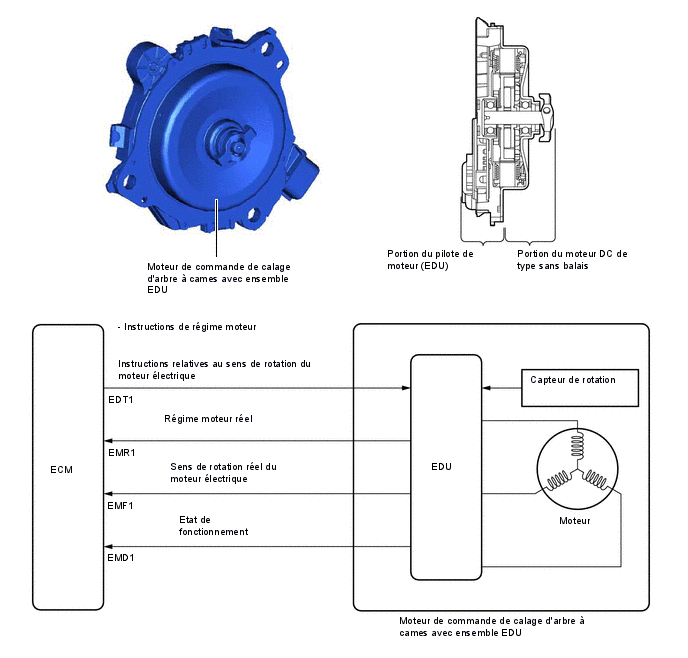 Moteur de commande de calage
d'arbre à cames avec ensemble
EDU
Portion du pilote de
moteur (EDU)
Portion du moteur DC de
type sans balais
- Instructions de régime moteur
Instructions relatives au sens de rotation du
moteur électrique
EDT1
Régime moteur réel
EMR1
Sens de rotation réel du
moteur électrique
EMF1
Etat de
fonctionnement
EMD1
ECM
EDU
Capteur de rotation
Moteur
Moteur de commande de calage d'arbre à
cames avec ensemble EDU